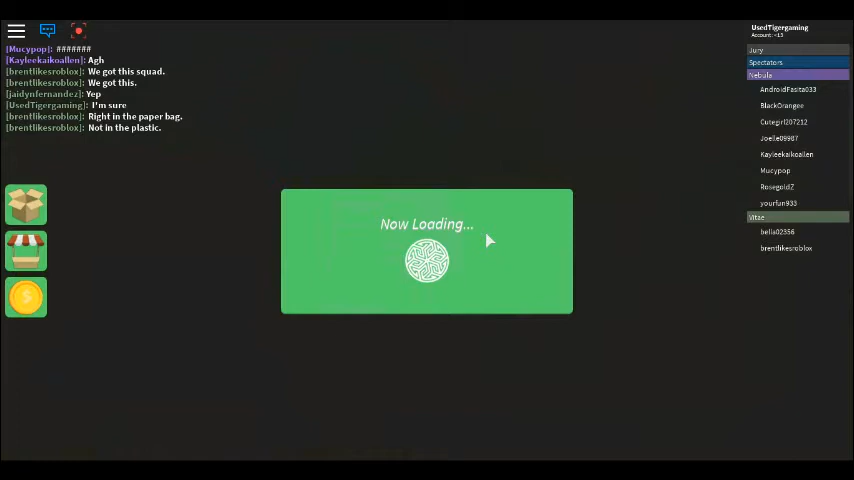 UsedTigergaming
Account: <13
[Mucypop]: #######
[Kayleekaikoallen]: Agh
[brentlikesroblox]: We got this squad.
[brentlikesroblox]: We got this.
[jaidynfernandez]: Yep
[UsedTigergaming]: I'm sure
[brentlikesroblox]: Right in the paper bag.
[brentlikesroblox]: Not in the plastic.
Now Loading...
Jury
Spectators
Nebula
AndroidFasita033
BlackOrangee
Cutegirl207212
Joelle09987
Kayleekaikoallen
Mucypop
RosegoldZ
yourfun933
Vitae
bella02356
brentlikesroblox